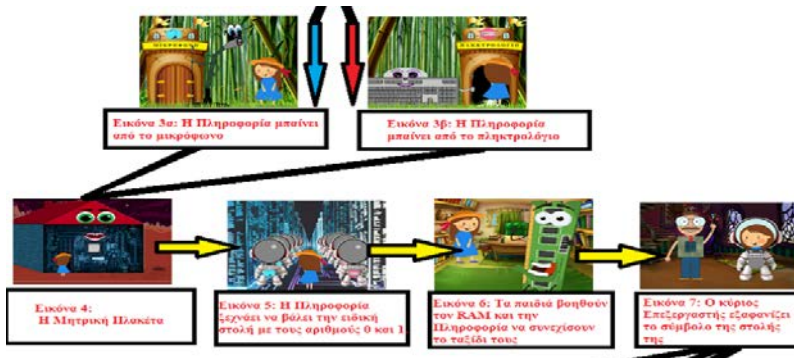 ΜΙΚΡΟΦΩΝΟ
ΠΛΗΚΤΡΟΛΟΓΙΟ
Εικόνα 3α: Η Πληροφορία μπαίνει
από το μικρόφωνο
Εικόνα 3β: Η Πληροφορία
μπαίνει από το πληκτρολόγιο
Εικόνα 4:
Η Μητρική Πλακέτα
Εικόνα 5: Η Πληροφορία
ξεχνάει να βάλει την ειδική
στολή με τους αριθμούς 0 και 1
Εικόνα 6: Τα παιδιά βοηθούν
τον RAM και την
Πληροφορία να συνεχίσουν
το ταξίδι τους
Εικόνα 7: Ο κύριος
Επεξεργαστής εξαφανίζει
το σύμβολο της στολής
της